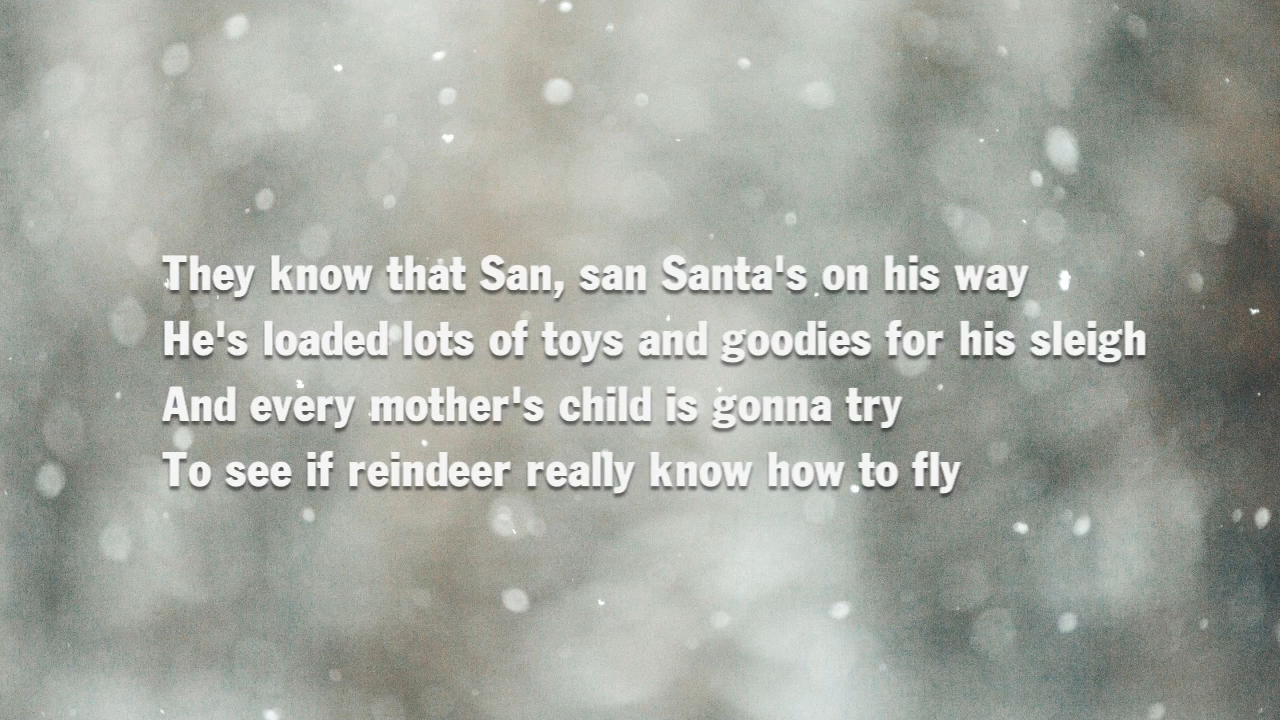 They know that San, san Santa's on his way
He's loaded lots of toys and goodies for his sleigh
And every mother's child is gonna try
To see if reindeer really know how to fly